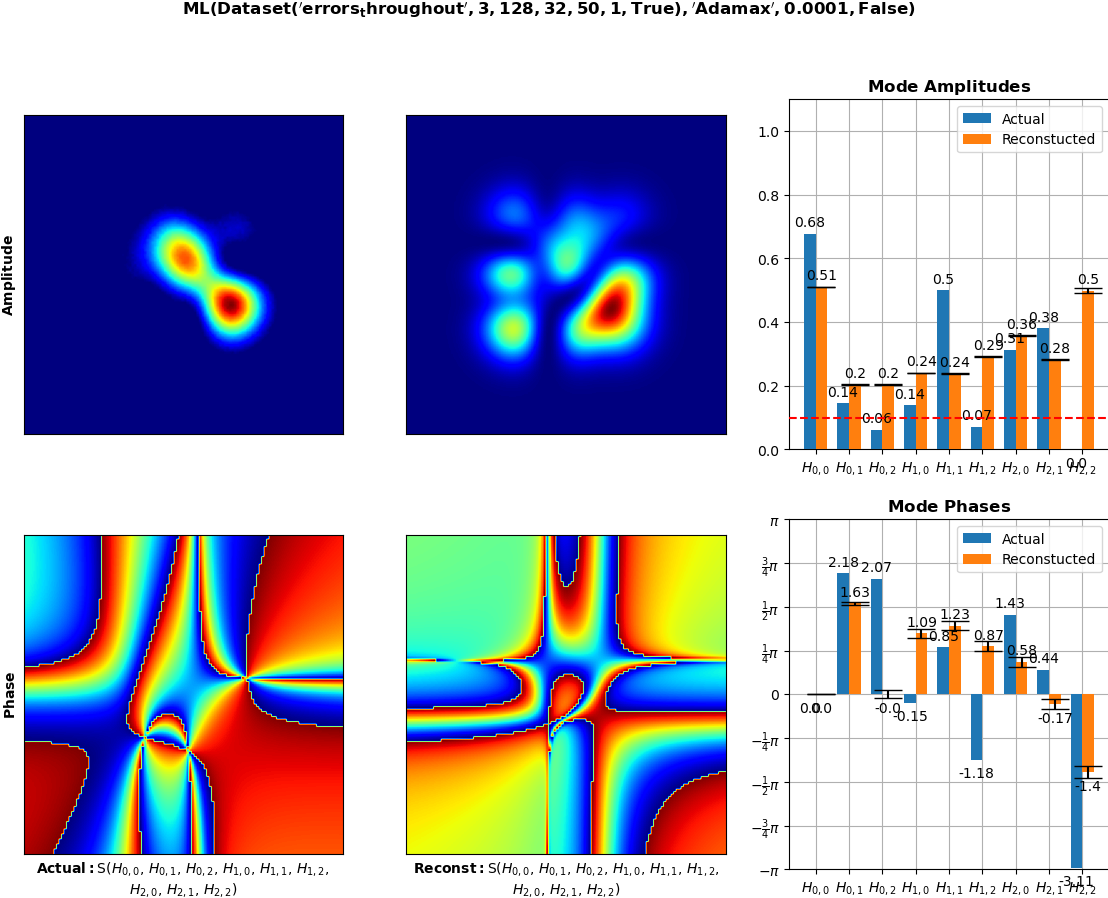 ML(Dataset('errors_throughout', 3, 128, 32, 50, 1, True), 'Adamax', 0.0001, False)
Amplitude
Mode Amplitudes
Actual
Reconstucted
1.0
0.8
0.6
0.4
0.2
0.0
0.68
0.51
0.14
0.2
0.06
0.2
0.14
0.24
0.5
0.24
0.07
0.29
0.31
0.36
0.38
0.28
0.0
0.5
H0,0 H0,1 H0,2 H1,0 H1,1 H1,2 H2,0 H2,1 H2,2
Phase
Actual: S(H0,0, H0,1, H0,2, H1,0, H1,1, H1,2,
H2,0, H2,1, H2,2)
Reconst: S(H0,0, H0,1, H0,2, H1,0, H1,1, H1,2,
H2,0, H2,1, H2,2)
Mode Phases
Actual
Reconstucted
π
3/4π
1/2π
1/4π
0
−1/4π
−1/2π
−3/4π
−π
0.0
0.0
2.18
1.63
2.07
-0.0
-0.15
1.09
0.85
1.23
-1.18
0.87
1.43
0.58
0.44
-0.17
-3.11
-1.4
H0,0 H0,1 H0,2 H1,0 H1,1 H1,2 H2,0 H2,1 H2,2